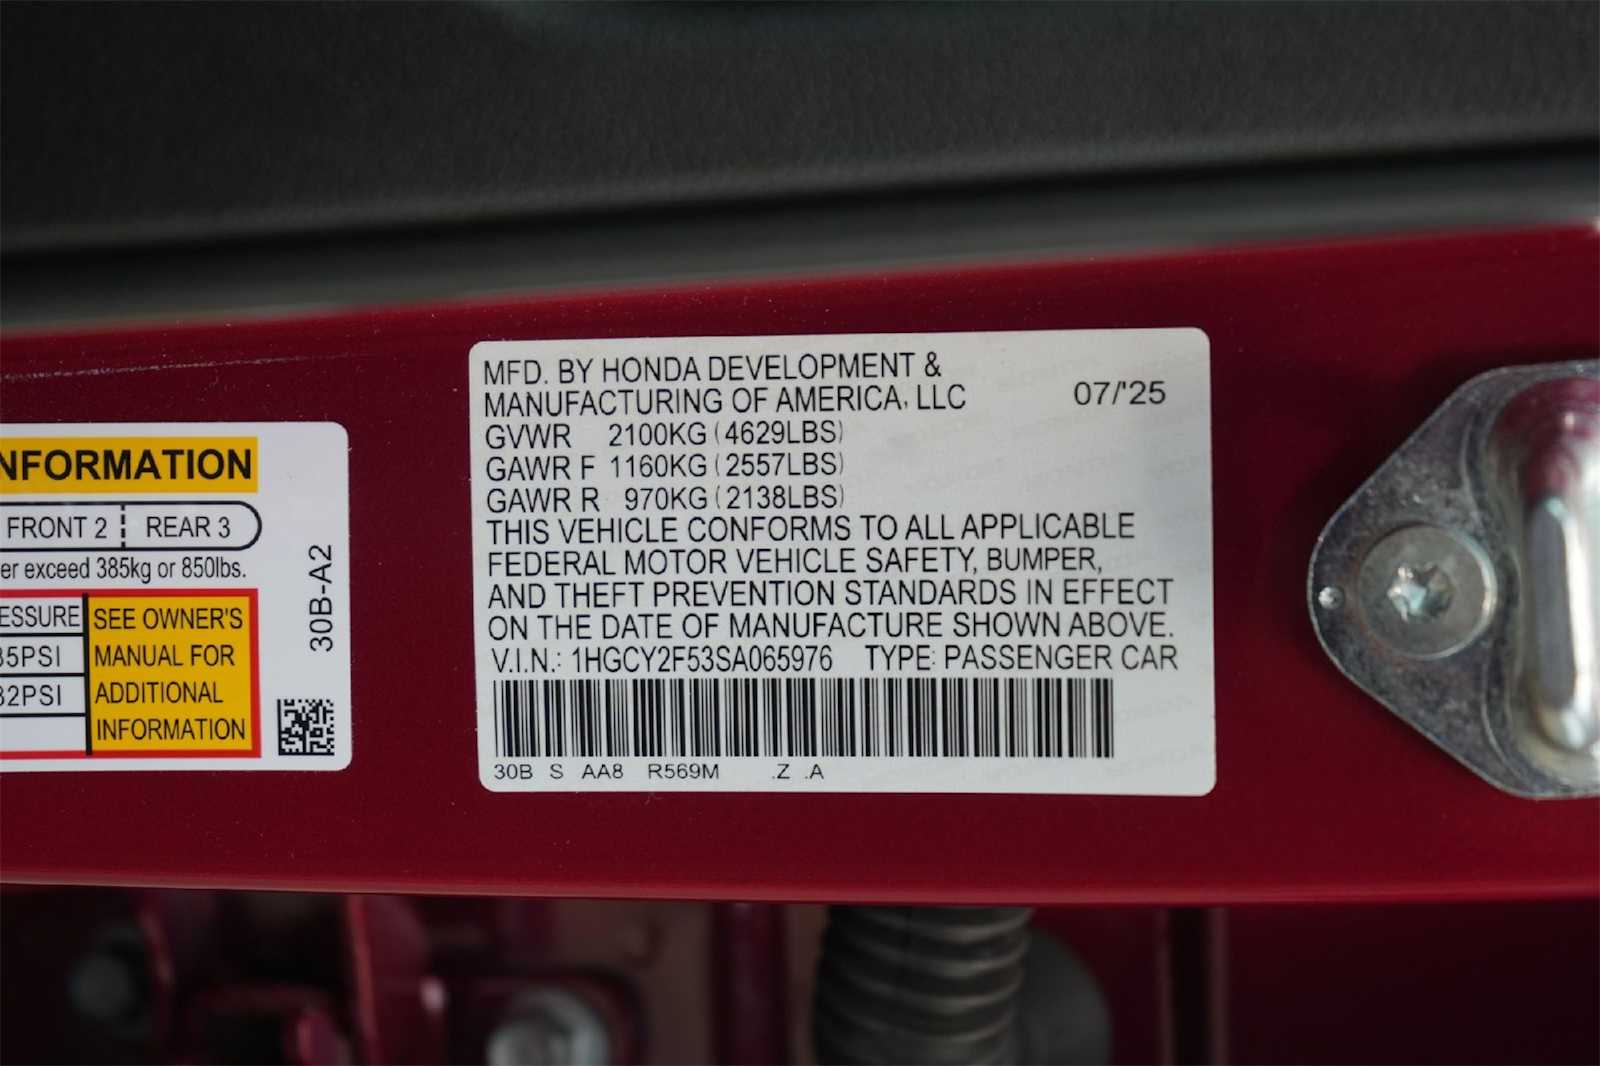 NFORMATION
FRONT 2 REAR 3
er exceed 385kg or 850lbs.
ESSURE
35PSI
32PSI
SEE OWNER'S
MANUAL FOR
ADDITIONAL
INFORMATION
30B-A2
MFD. BY HONDA DEVELOPMENT &
MANUFACTURING OF AMERICA, LLC 07/'25
GVWR 2100KG (4629LBS)
GAWR F 1160KG (2557LBS)
GAWR R 970KG (2138LBS)
THIS VEHICLE CONFORMS TO ALL APPLICABLE
FEDERAL MOTOR VEHICLE SAFETY, BUMPER,
AND THEFT PREVENTION STANDARDS IN EFFECT
ON THE DATE OF MANUFACTURE SHOWN ABOVE.
V.I.N.: 1HGCY2F53SA065976 TYPE: PASSENGER CAR
30B S AA8 R569M .Z .A